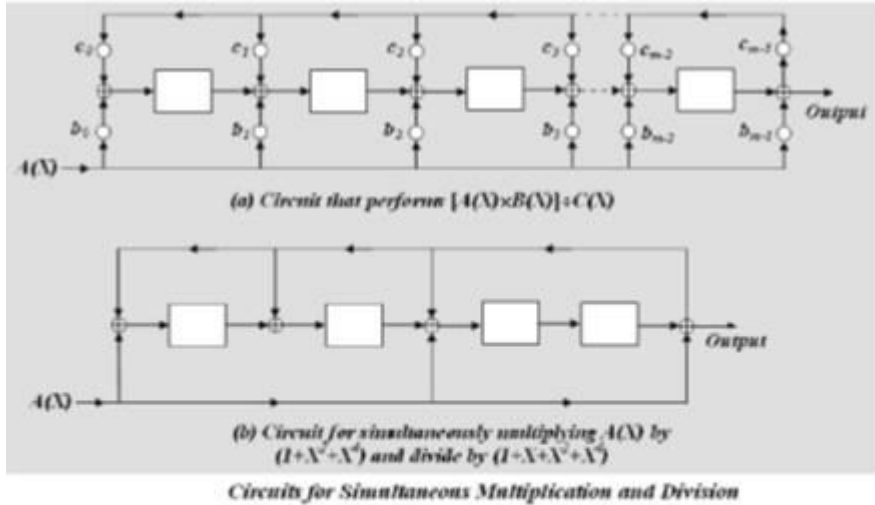 c₀ c₁ c₂ c₃ cₘ₋₂ cₘ₋₁
Output
b₀ b₁ b₂ b₃ bₘ₋₂ bₘ₋₁
A(X)
(a) Circuit that perform [A(X)×B(X)]÷C(X)
Output
A(X)
(b) Circuit for simultaneously multiplying A(X) by
(1+X²+X⁴) and divide by (1+X+X²+X⁴)
Circuits for Simultaneous Multiplication and Division